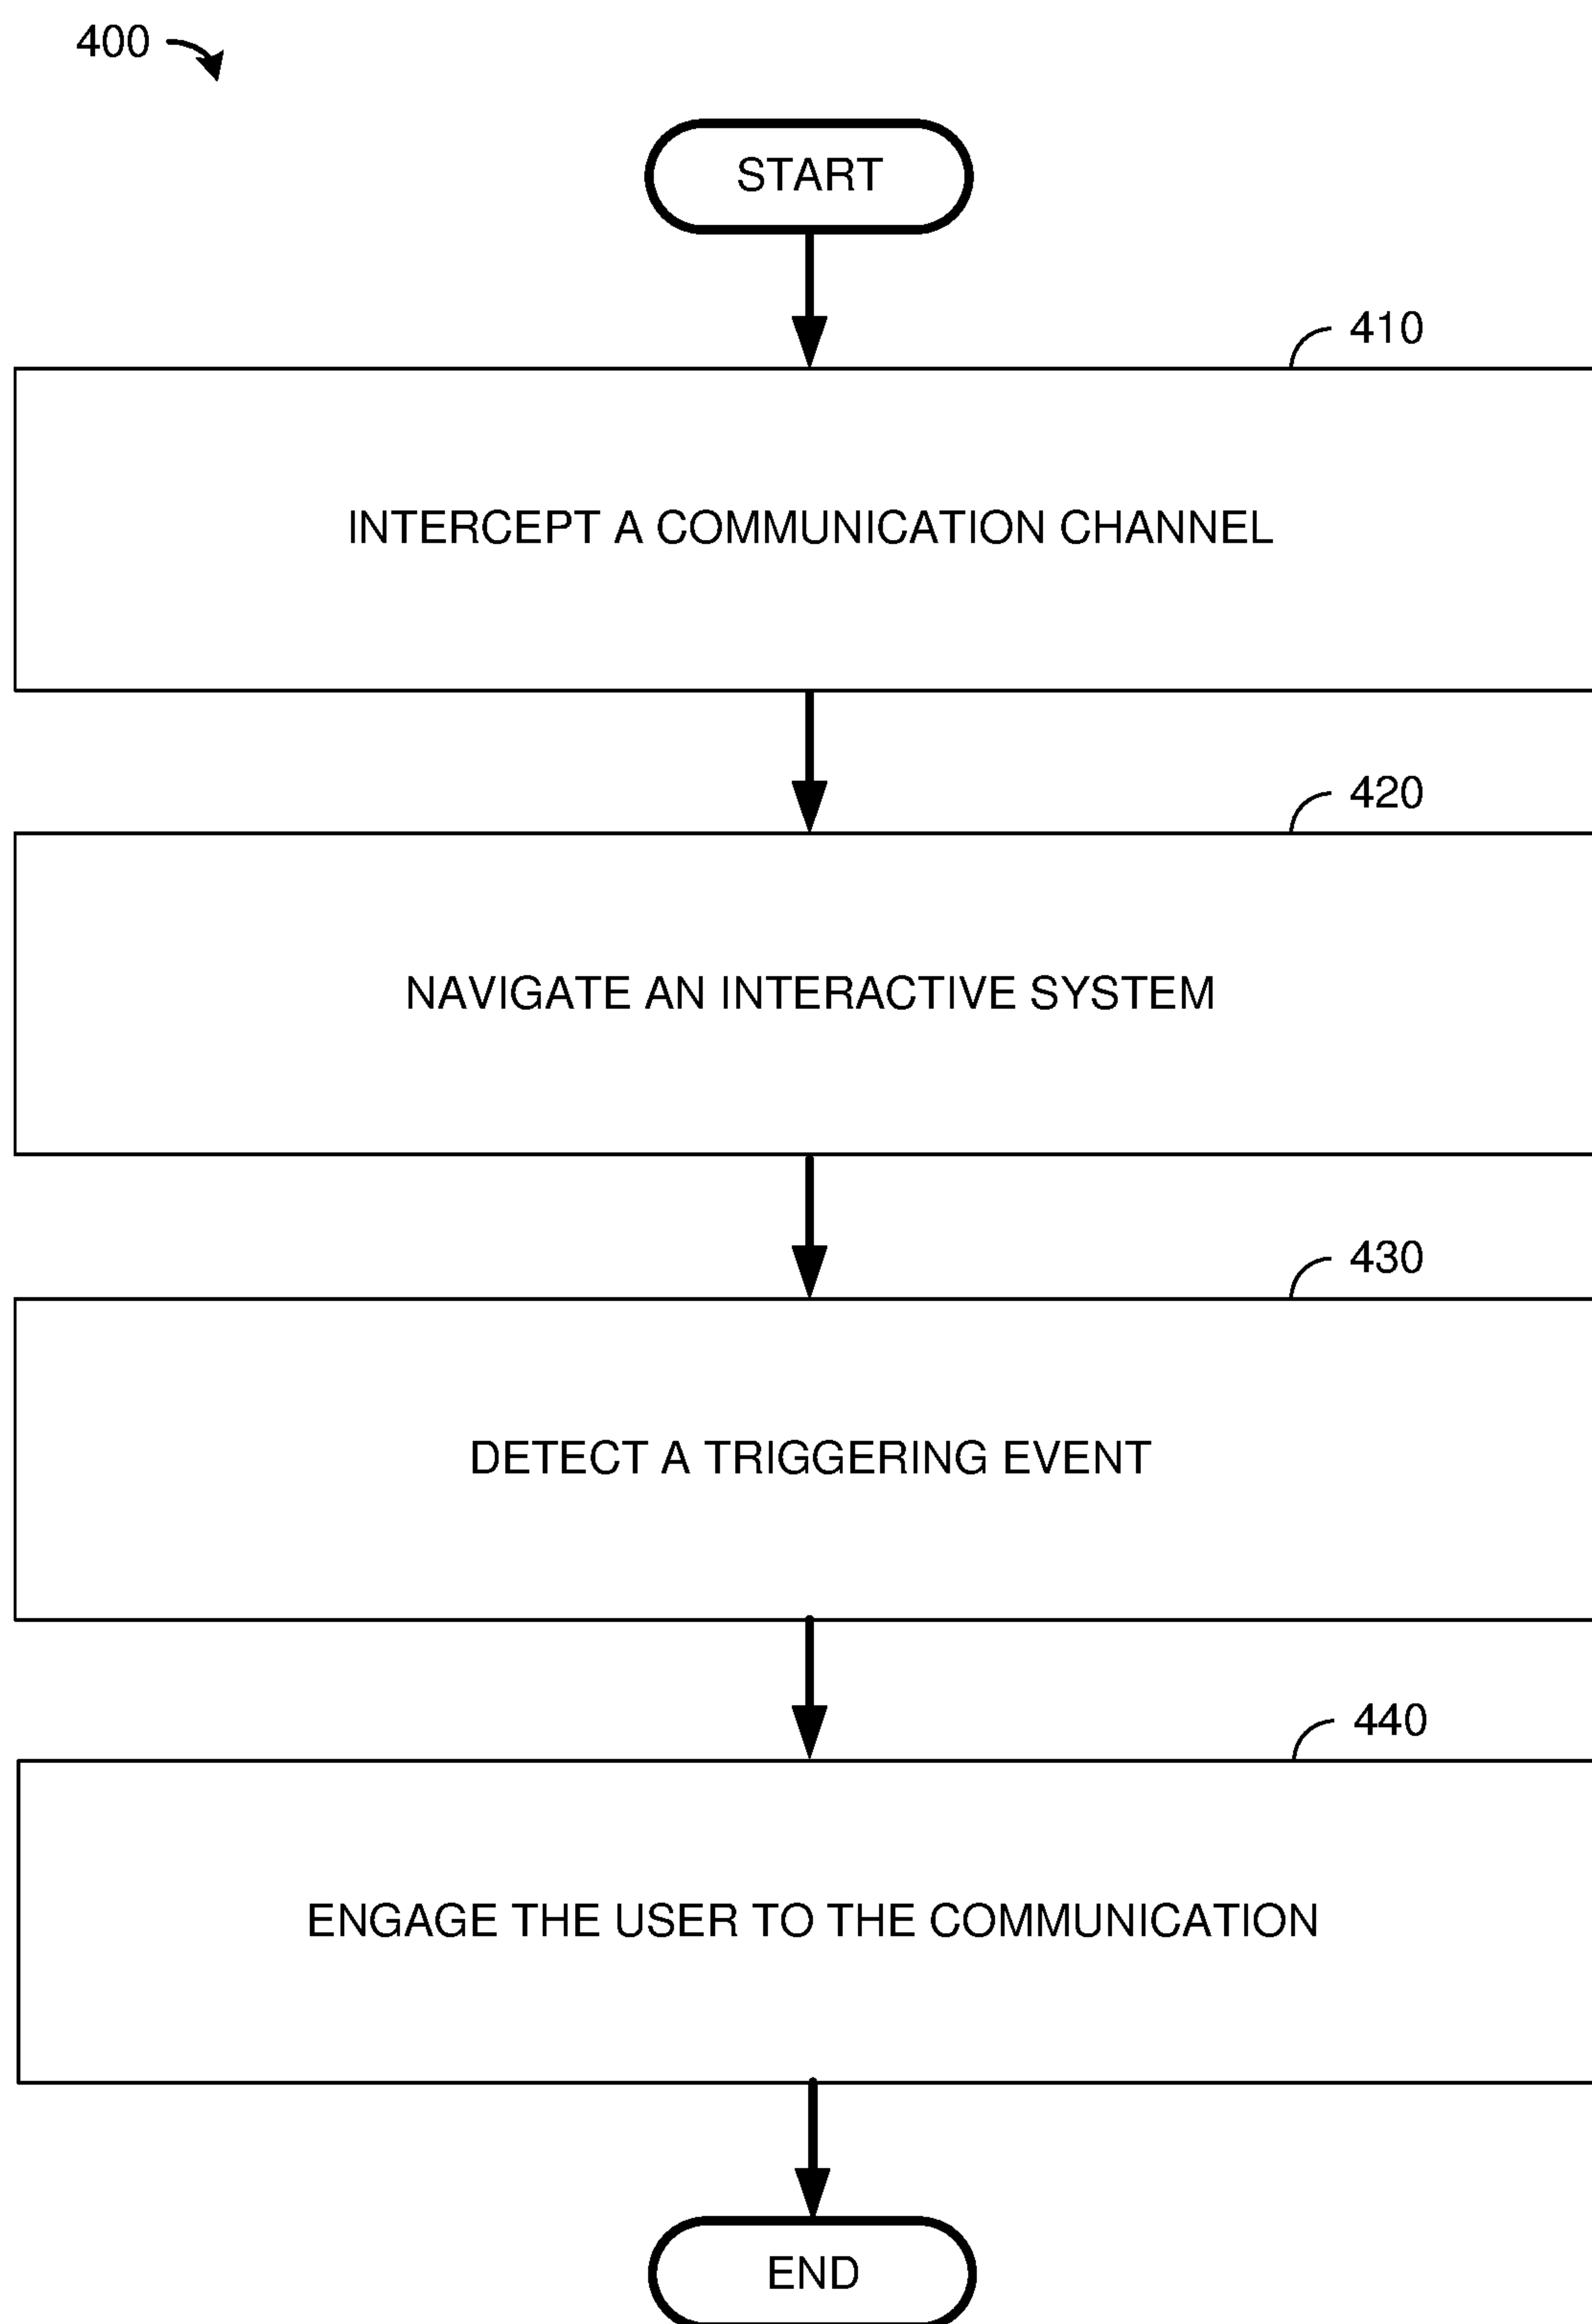 400
START
410
INTERCEPT A COMMUNICATION CHANNEL
420
NAVIGATE AN INTERACTIVE SYSTEM
430
DETECT A TRIGGERING EVENT
440
ENGAGE THE USER TO THE COMMUNICATION
END